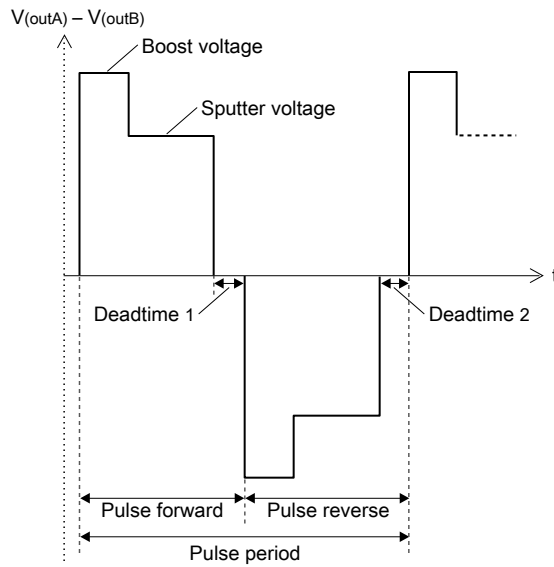 V(outA) – V(outB)
Boost voltage
Sputter voltage
t
Deadtime 1
Deadtime 2
Pulse forward
Pulse reverse
Pulse period